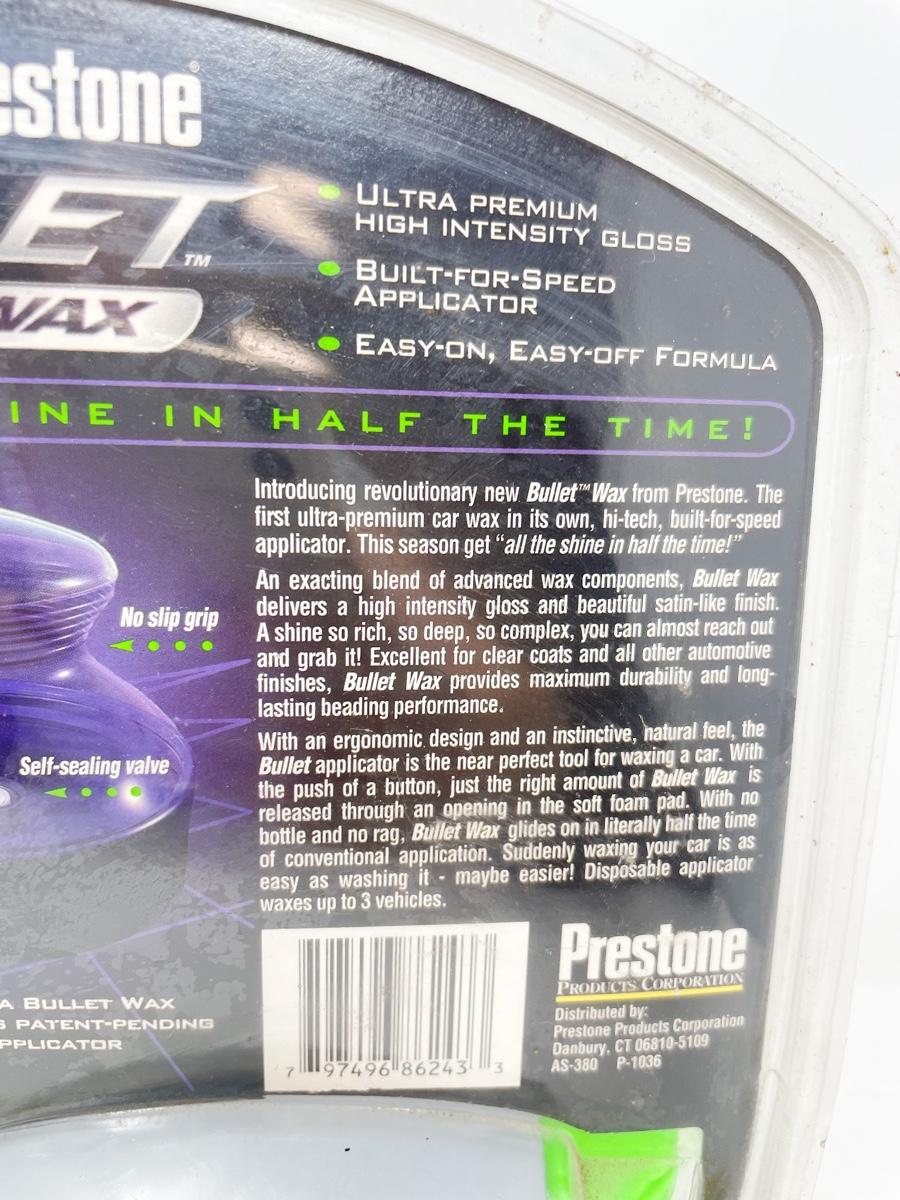 estone®
ET™
WAX
• ULTRA PREMIUM
HIGH INTENSITY GLOSS
• BUILT-FOR-SPEED
APPLICATOR
• EASY-ON, EASY-OFF FORMULA
INE IN HALF THE TIME!
Introducing revolutionary new Bullet™ Wax from Prestone. The
first ultra-premium car wax in its own, hi-tech, built-for-speed
applicator. This season get “all the shine in half the time!”
An exacting blend of advanced wax components, Bullet Wax
delivers a high intensity gloss and beautiful satin-like finish.
A shine so rich, so deep, so complex, you can almost reach out
and grab it! Excellent for clear coats and all other automotive
finishes, Bullet Wax provides maximum durability and long-
lasting beading performance.
With an ergonomic design and an instinctive, natural feel, the
Bullet applicator is the near perfect tool for waxing a car. With
the push of a button, just the right amount of Bullet Wax is
released through an opening in the soft foam pad. With no
bottle and no rag, Bullet Wax glides on in literally half the time
of conventional application. Suddenly waxing your car is as
easy as washing it - maybe easier! Disposable applicator
waxes up to 3 vehicles.
No slip grip
Self-sealing valve
A BULLET WAX
S PATENT-PENDING
PPLICATOR
7 97496 86243 3
Prestone
PRODUCTS CORPORATION
Distributed by:
Prestone Products Corporation
Danbury, CT 06810-5109
AS-380 P-1036